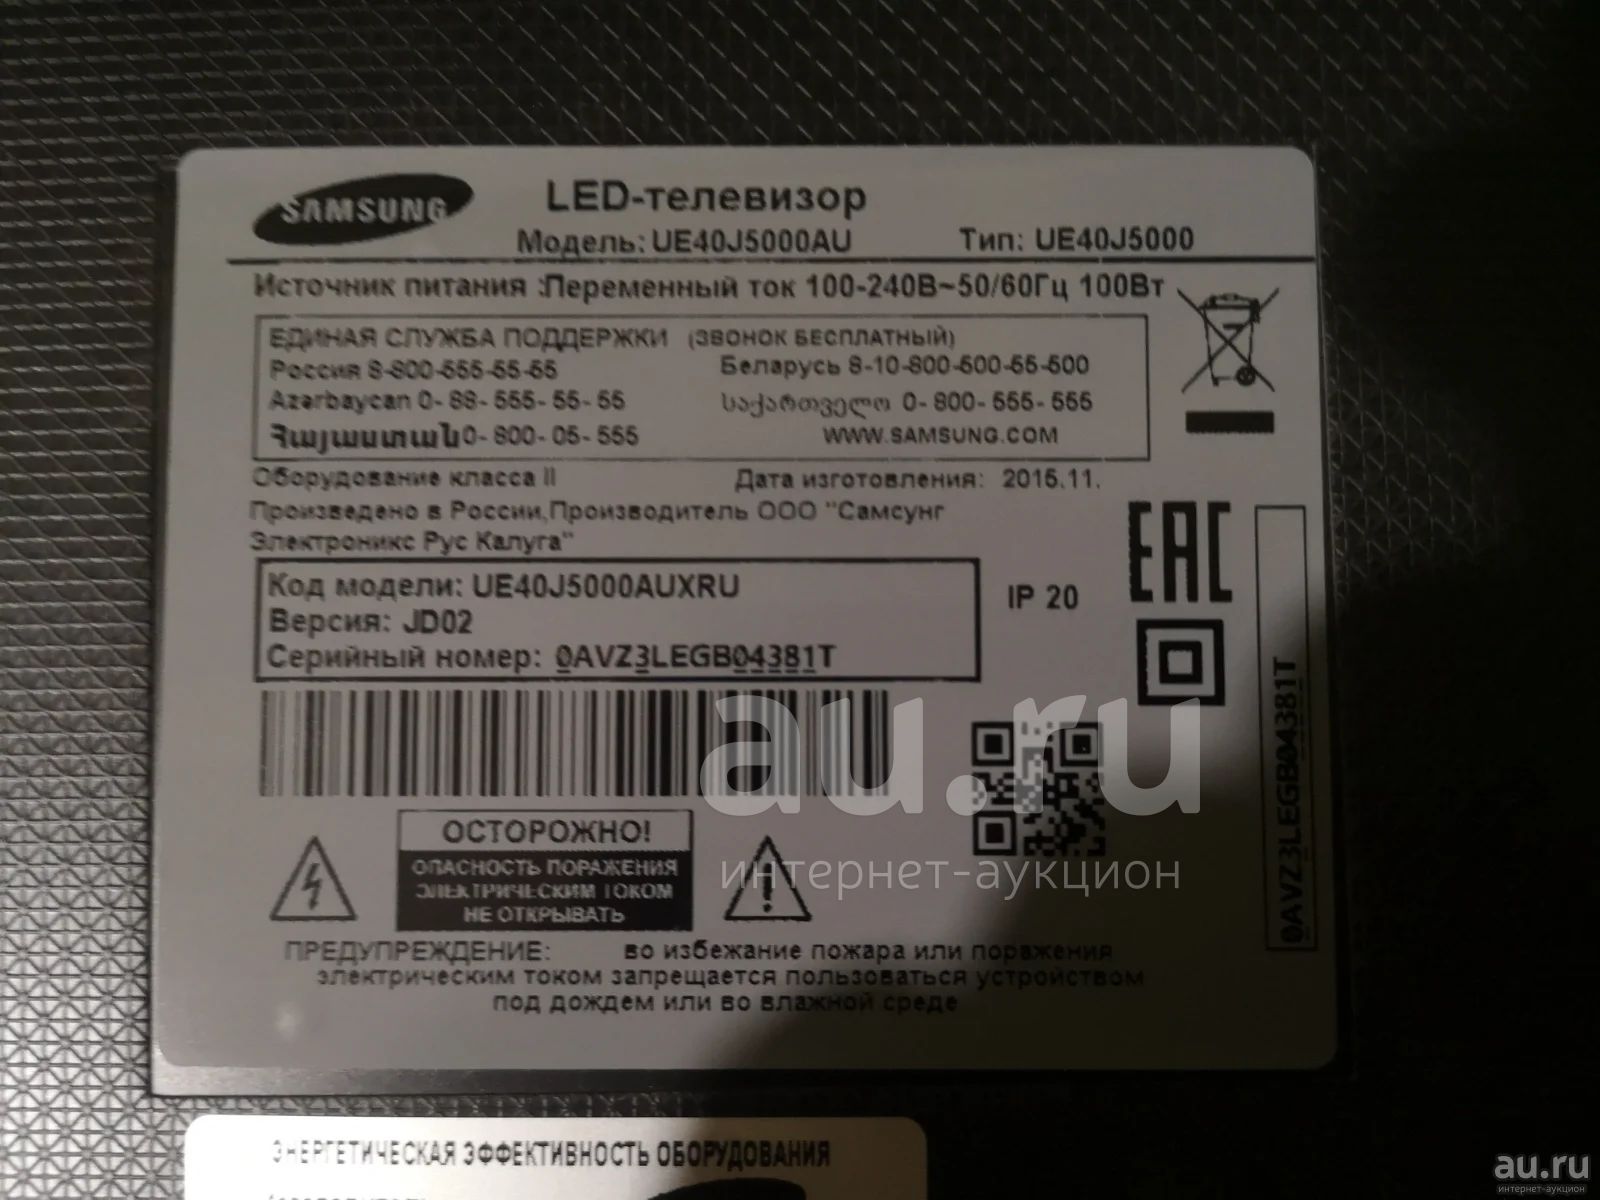 SAMSUNG
LED-телевизор
Модель: UE40J5000AU Тип: UE40J5000
Источник питания :Переменный ток 100-240В~50/60Гц 100Вт
ЕДИНАЯ СЛУЖБА ПОДДЕРЖКИ (ЗВОНОК БЕСПЛАТНЫЙ)
Россия 8-800-555-55-55 Беларусь 8-10-800-500-55-500
Azərbaycan 0- 88- 555- 55- 55 საქართველო 0- 800- 555- 555
Հայաստան 0- 800- 05- 555 WWW.SAMSUNG.COM
Оборудование класса II Дата изготовления: 2015.11.
Произведено в России,Производитель ООО "Самсунг
Электроникс Рус Калуга"
EAC
Код модели: UE40J5000AUXRU
IP 20
Версия: JD02
Серийный номер: 0AVZ3LEGB04381T
0AVZ3LEGB04381T
au.ru
интернет-аукцион
ОСТОРОЖНО!
ОПАСНОСТЬ ПОРАЖЕНИЯ
ЭЛЕКТРИЧЕСКИМ ТОКОМ
НЕ ОТКРЫВАТЬ
ПРЕДУПРЕЖДЕНИЕ: во избежание пожара или поражения
электрическим током запрещается пользоваться устройством
под дождем или во влажной среде
ЭНЕРГЕТИЧЕСКАЯ ЭФФЕКТИВНОСТЬ ОБОРУДОВАНИЯ
au.ru
интернет-аукцион